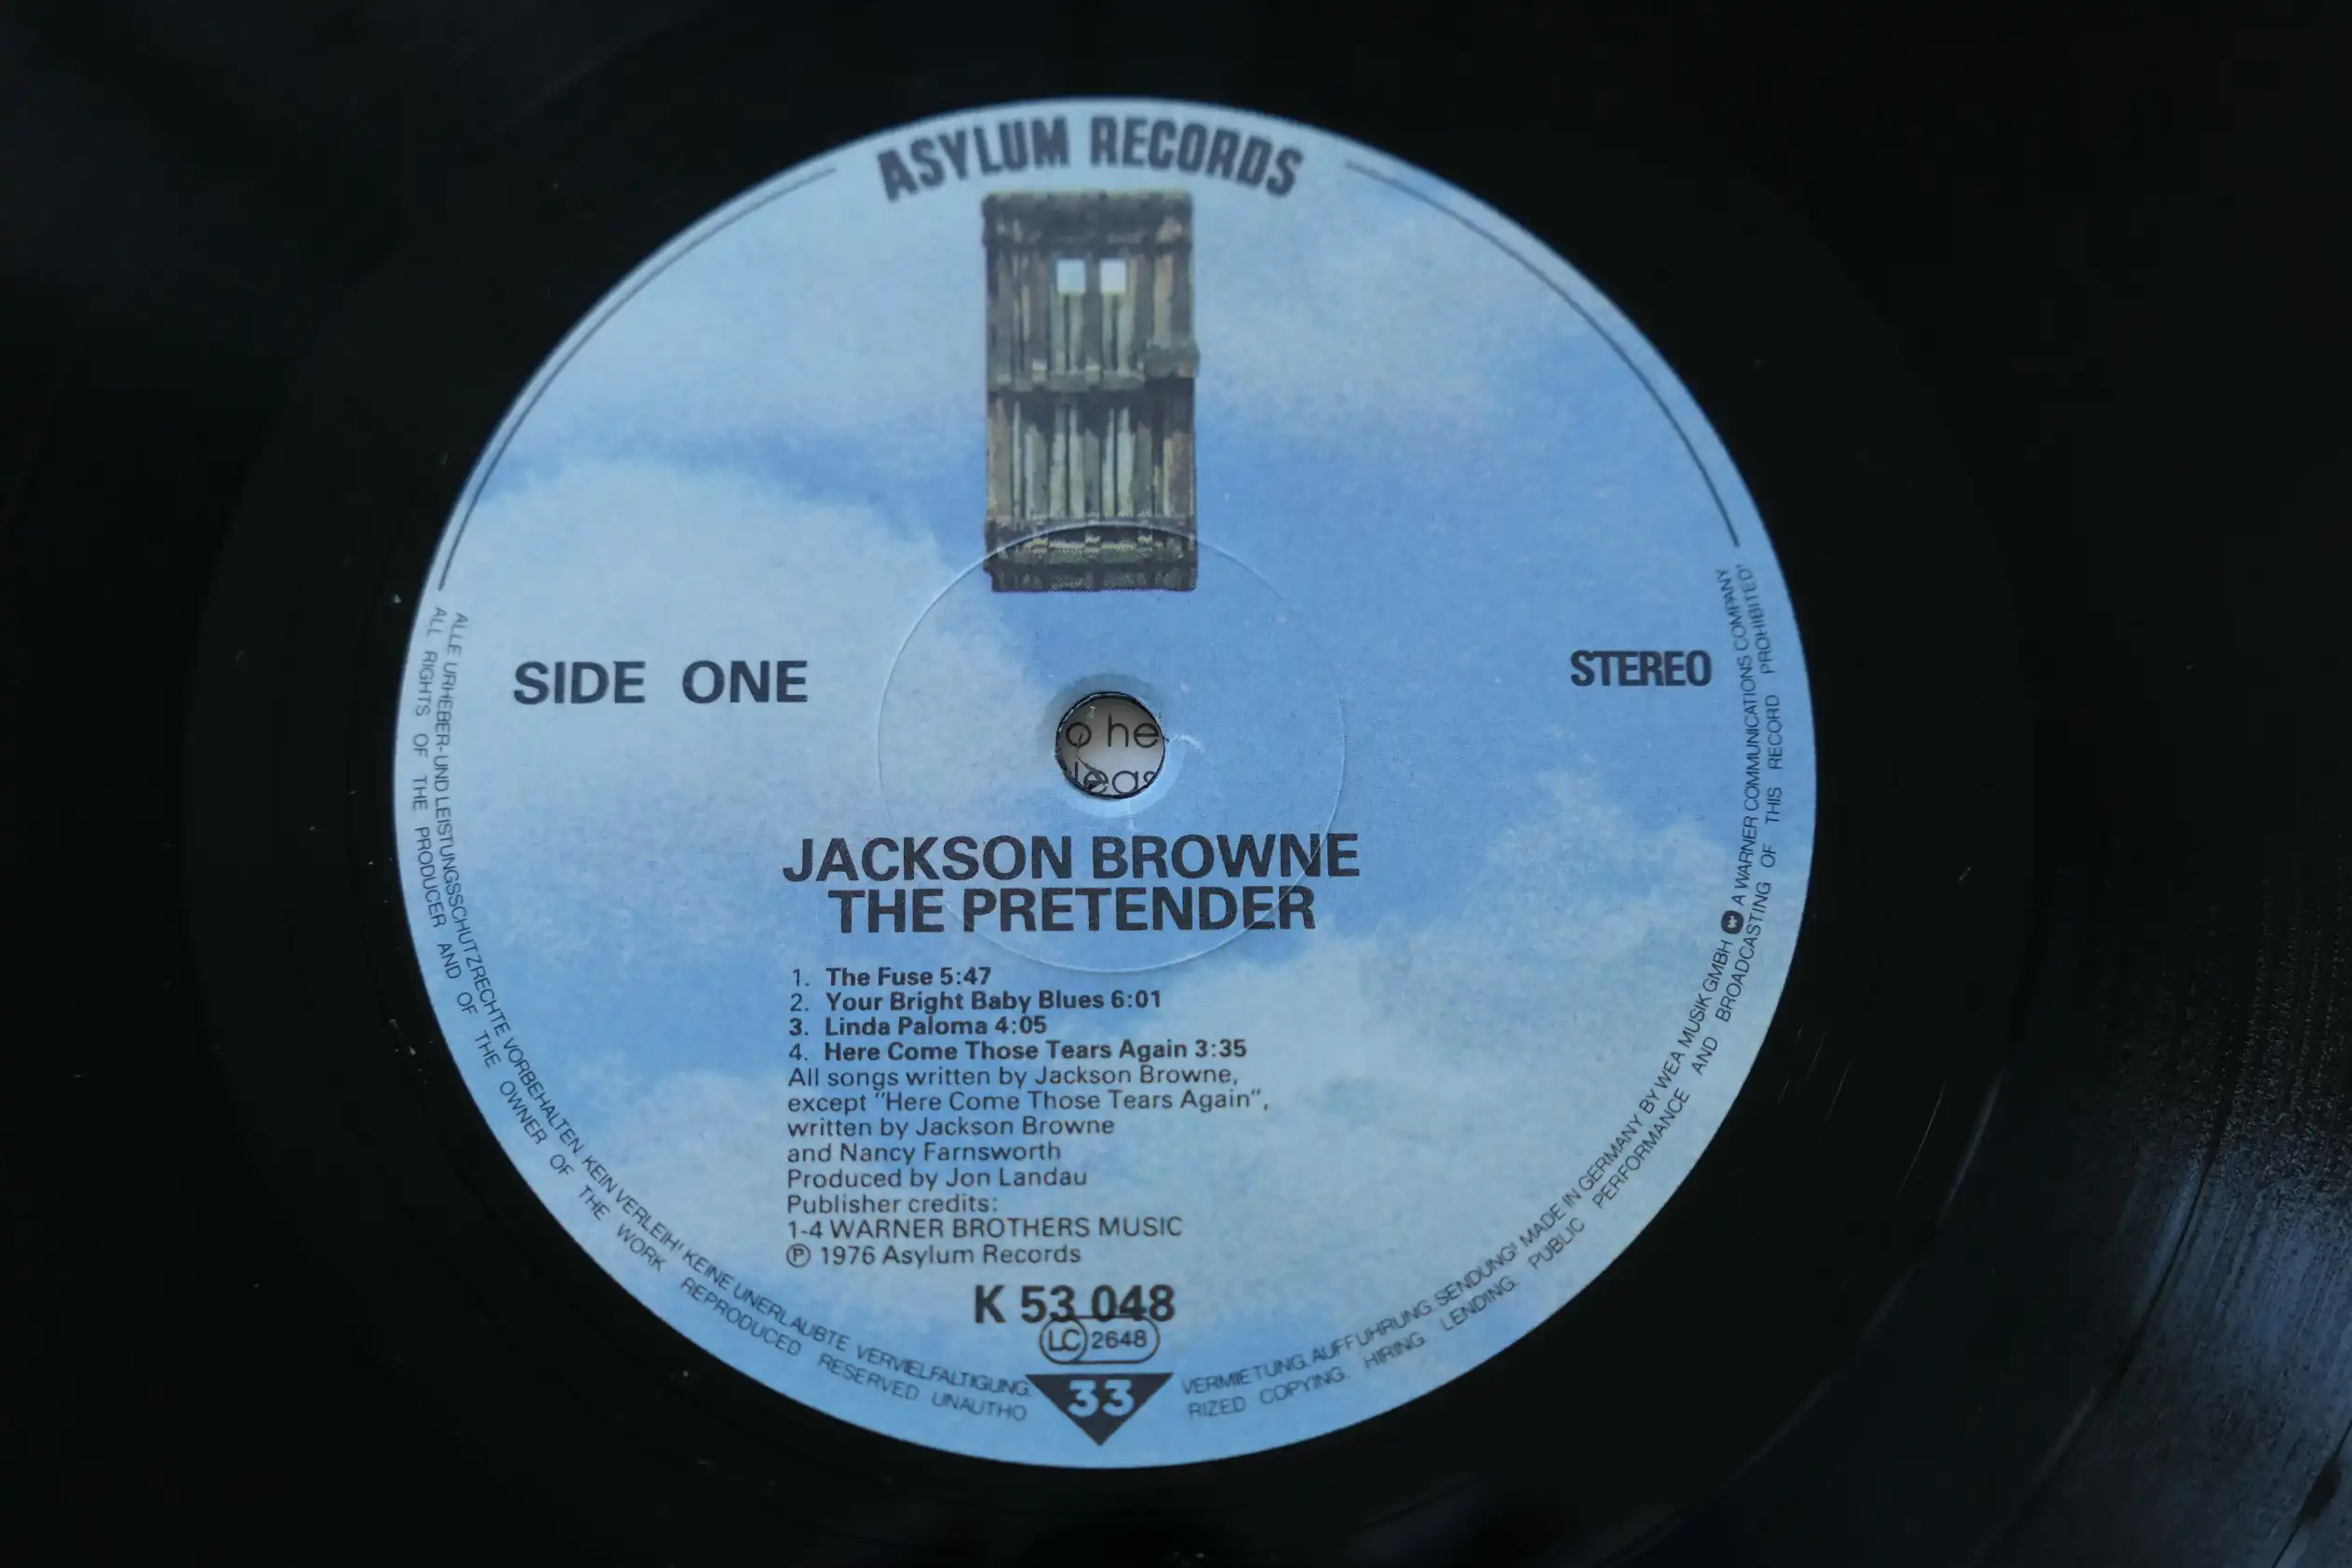 ASYLUM RECORDS
SIDE ONE
STEREO
o he
leas
JACKSON BROWNE
THE PRETENDER
1. The Fuse 5:47
2. Your Bright Baby Blues 6:01
3. Linda Paloma 4:05
4. Here Come Those Tears Again 3:35
All songs written by Jackson Browne,
except "Here Come Those Tears Again",
written by Jackson Browne
and Nancy Farnsworth
Produced by Jon Landau
Publisher credits:
1-4 WARNER BROTHERS MUSIC
℗ 1976 Asylum Records
K 53 048
LC 2648
33
ALLE URHEBER- UND LEISTUNGSSCHUTZRECHTE VORBEHALTEN. KEIN VERLEIH! KEINE UNERLAUBTE VERVIELFÄLTIGUNG. VERMIETUNG. AUFFÜHRUNG. SENDUNG! MADE IN GERMANY BY WEA MUSIK GMBH A WARNER COMMUNICATIONS COMPANY
ALL RIGHTS OF THE PRODUCER AND OF THE OWNER OF THE WORK REPRODUCED RESERVED UNAUTHO RIZED COPYING. HIRING. LENDING. PUBLIC PERFORMANCE AND BROADCASTING OF THIS RECORD PROHIBITED!